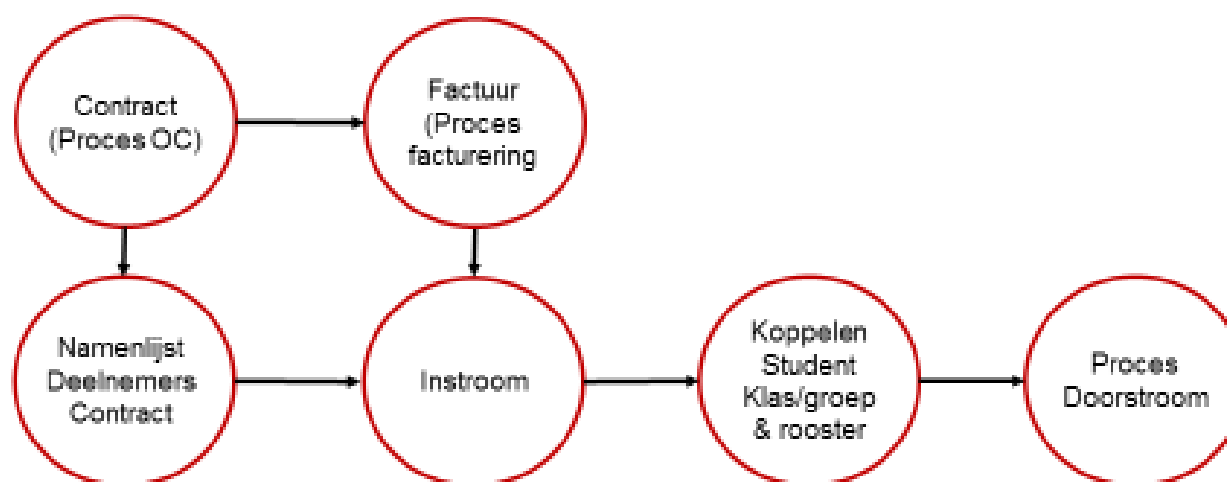 Contract
(Proces OC)
Factuur
(Proces
facturering
Namenlijst
Deelnemers
Contract
Instroom
Koppelen
Student
Klas/groep
& rooster
Proces
Doorstroom